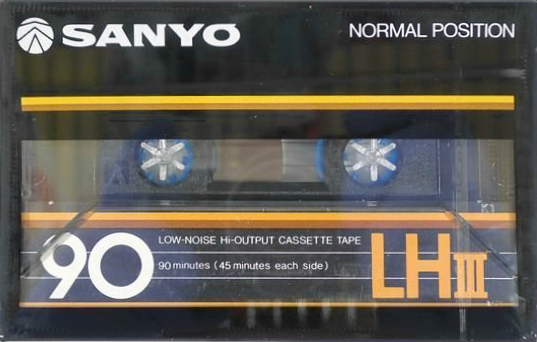 SANYO
NORMAL POSITION
A
90
LOW-NOISE Hi-OUTPUT CASSETTE TAPE
90 minutes (45 minutes each side)
LHIII